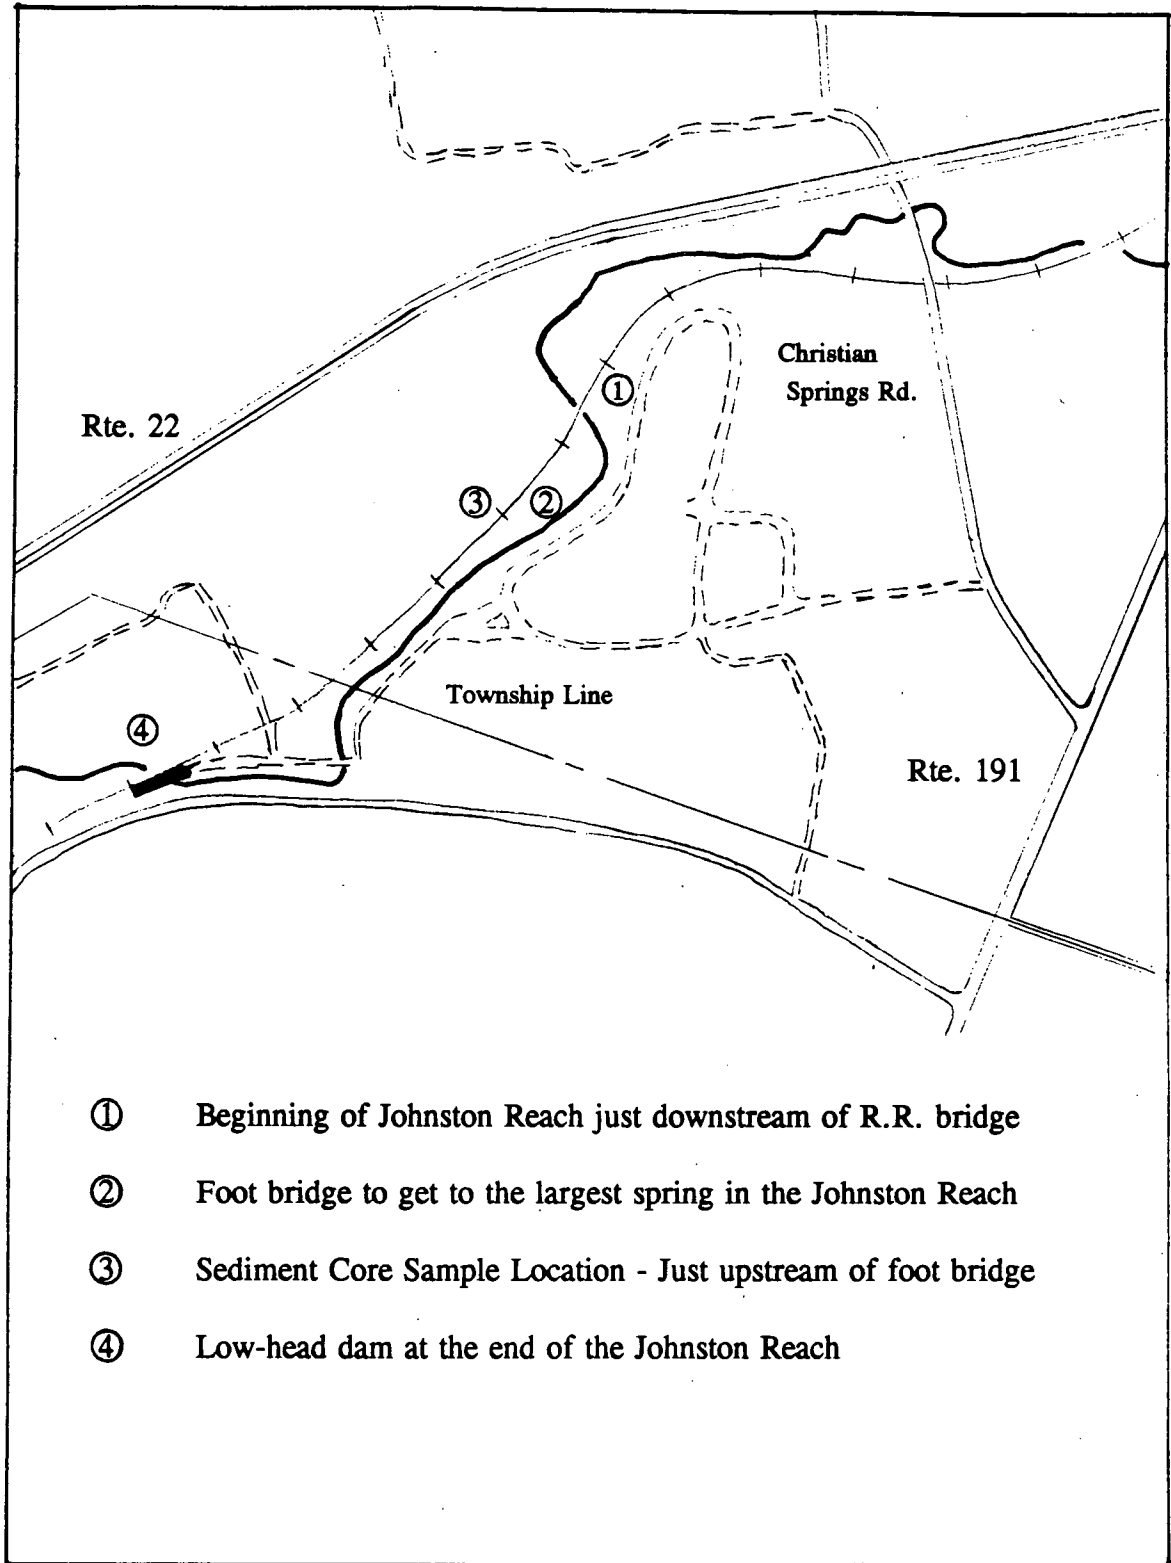 Christian
Springs Rd.
①
Rte. 22
③ ②
Township Line
④
Rte. 191
① Beginning of Johnston Reach just downstream of R.R. bridge
② Foot bridge to get to the largest spring in the Johnston Reach
③ Sediment Core Sample Location - Just upstream of foot bridge
④ Low-head dam at the end of the Johnston Reach